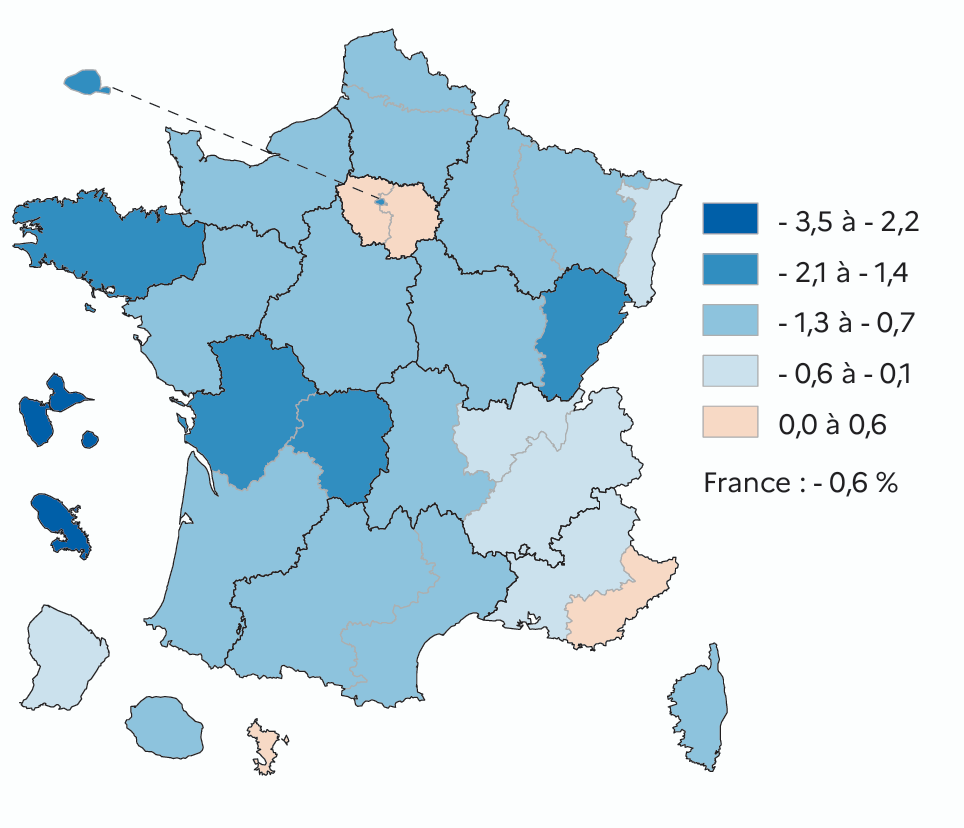 - 3,5 à - 2,2
- 2,1 à - 1,4
- 1,3 à - 0,7
- 0,6 à - 0,1
0,0 à 0,6
France : - 0,6 %